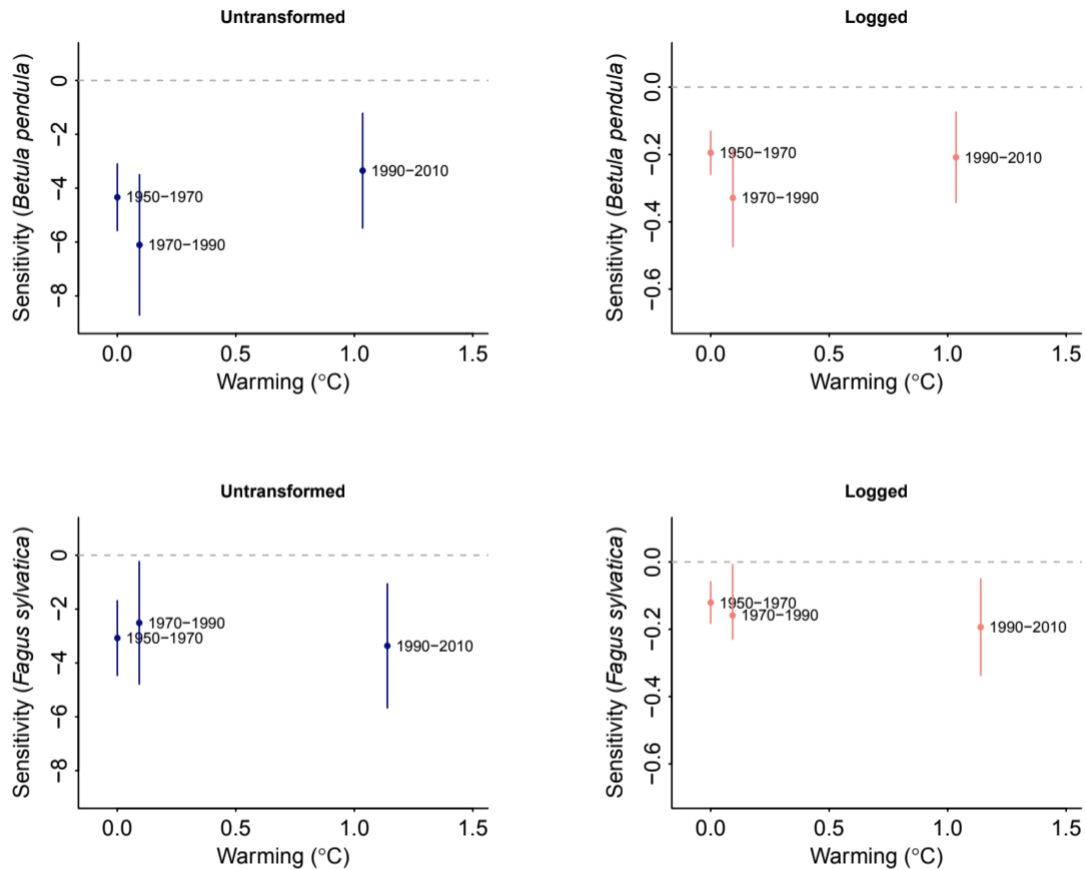 Untransformed
Sensitivity (Betula pendula)
0
−2
−4
−6
−8
1950−1970
1970−1990
1990−2010
0.0 0.5 1.0 1.5
Warming (°C)
Logged
Sensitivity (Betula pendula)
0.0
−0.2
−0.4
−0.6
1950−1970
1970−1990
1990−2010
0.0 0.5 1.0 1.5
Warming (°C)
Untransformed
Sensitivity (Fagus sylvatica)
0
−2
−4
−6
−8
1970−1990
1950−1970
1990−2010
0.0 0.5 1.0 1.5
Warming (°C)
Logged
Sensitivity (Fagus sylvatica)
0.0
−0.2
−0.4
−0.6
1950−1970
1970−1990
1990−2010
0.0 0.5 1.0 1.5
Warming (°C)